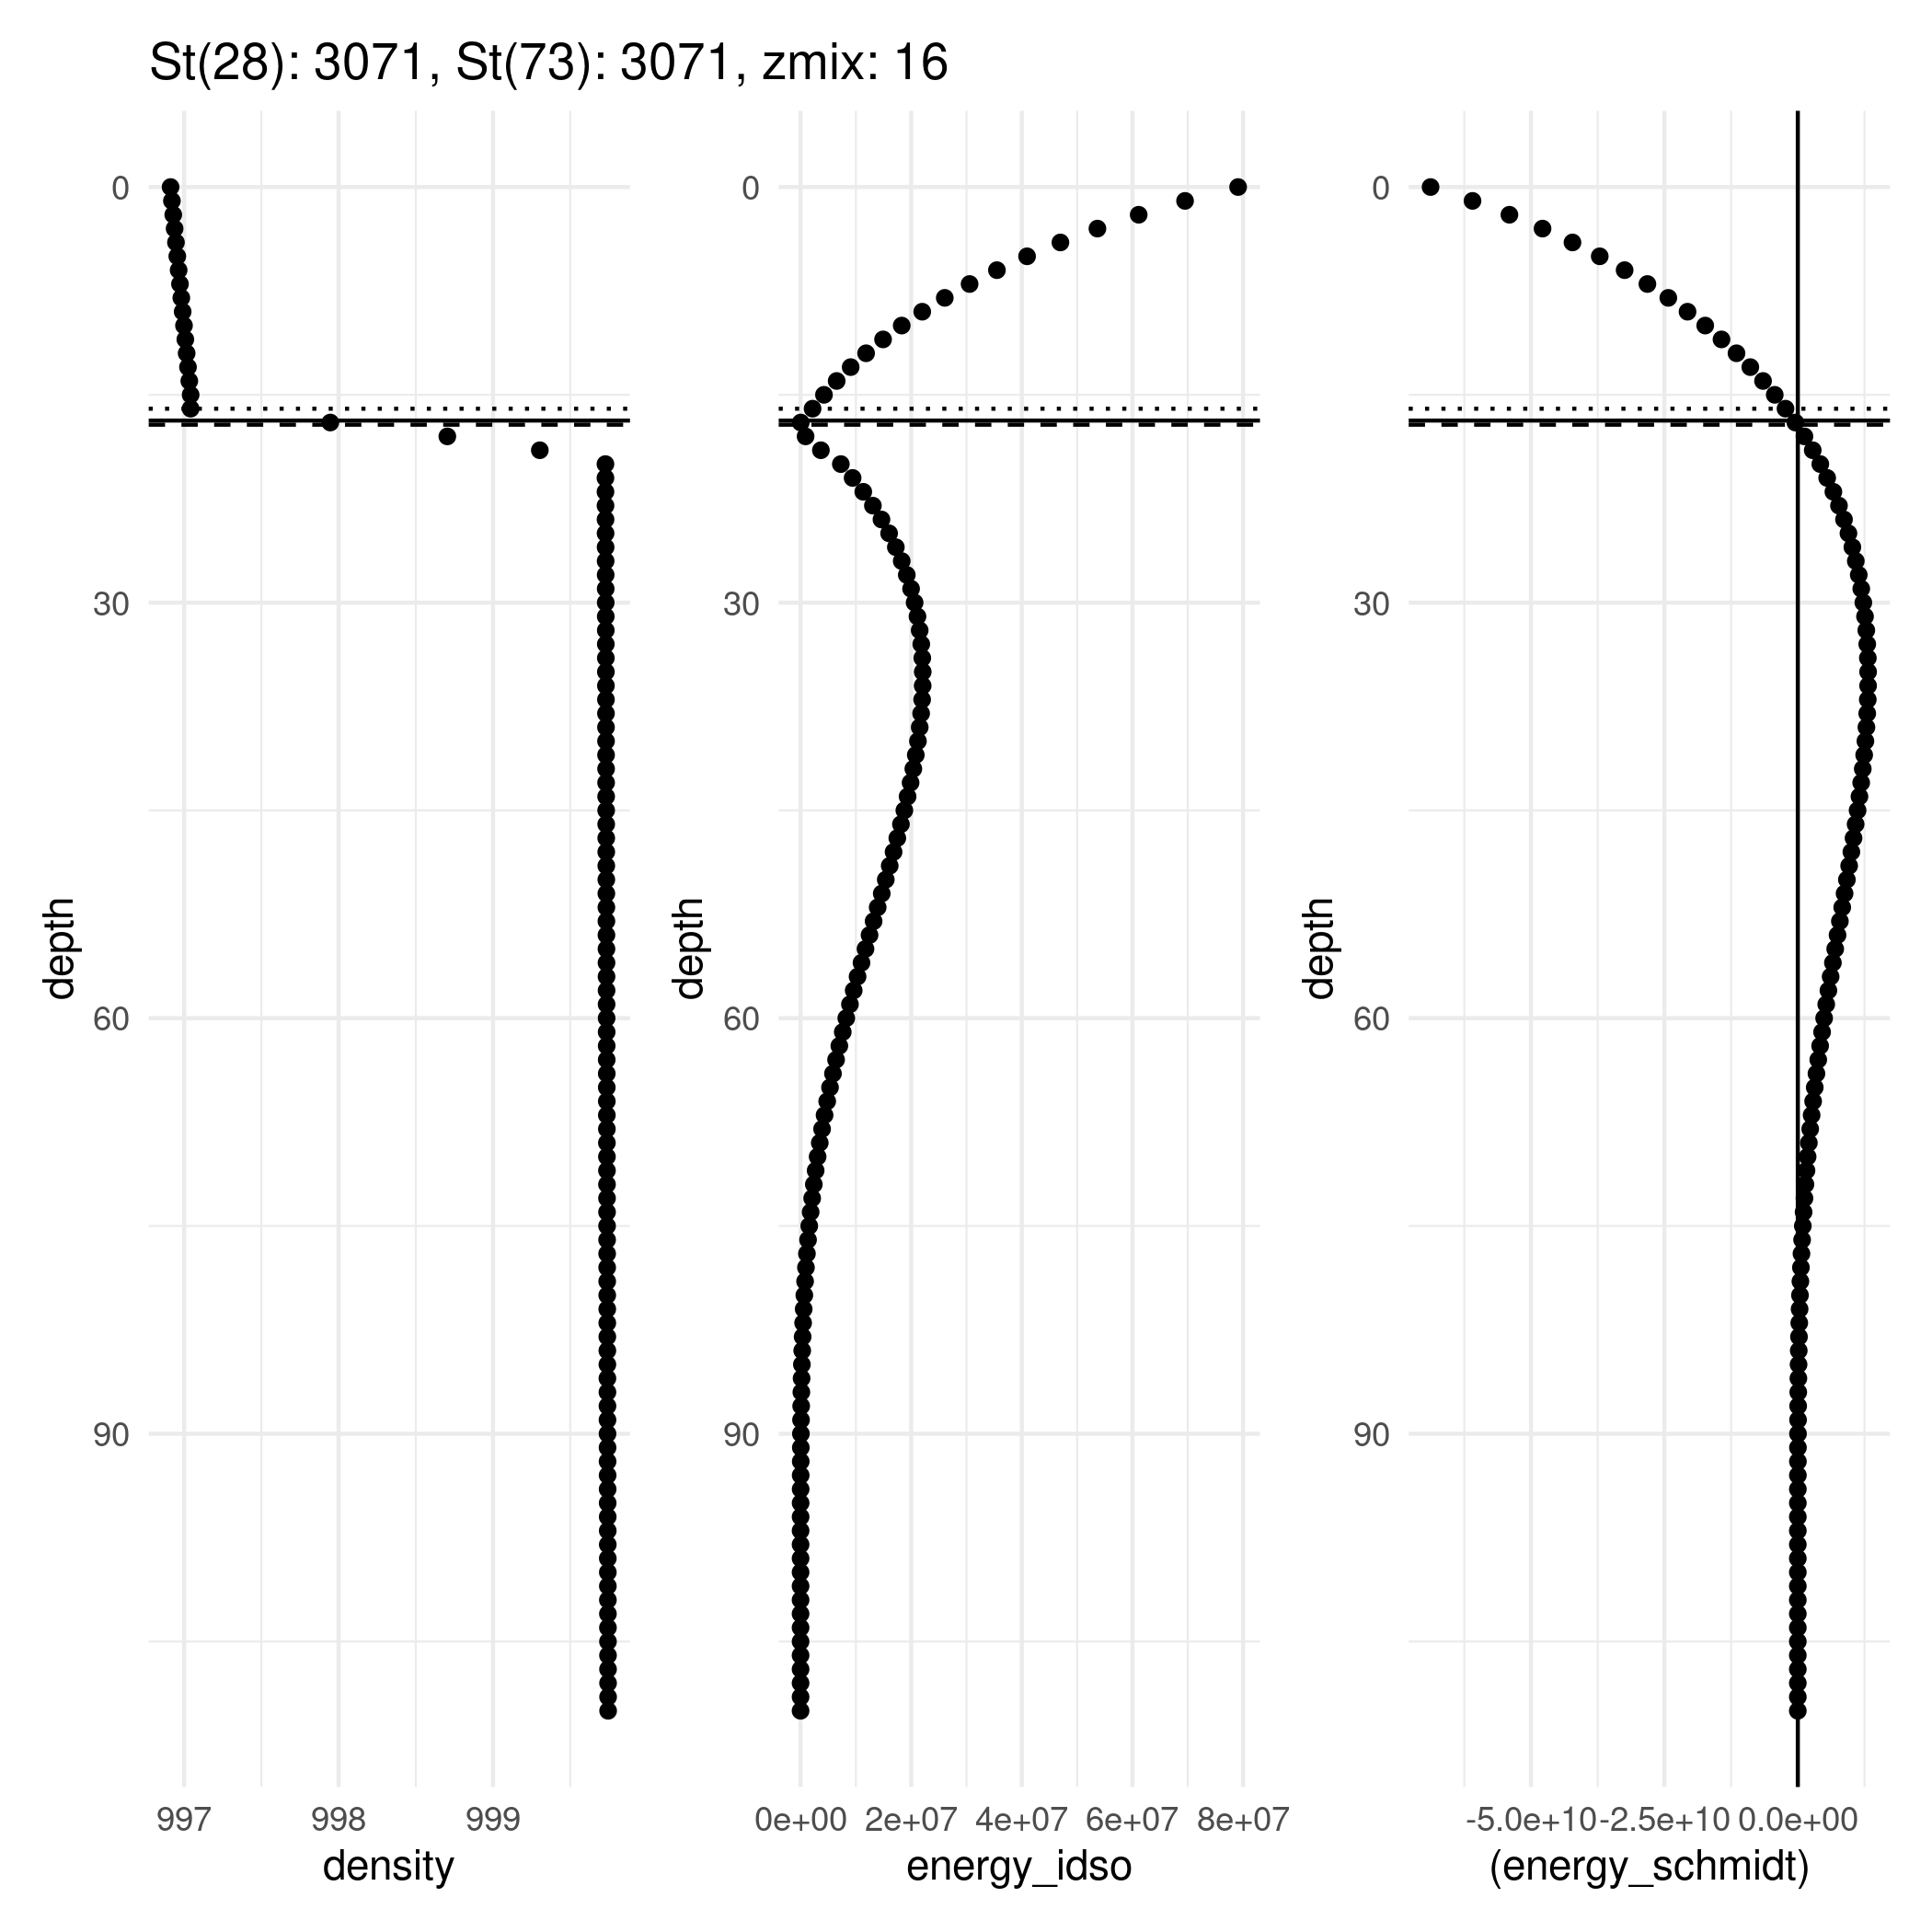 St(28): 3071, St(73): 3071, zmix: 16
0
30
60
90
depth
997 998 999
density
0
30
60
90
depth
0e+00 2e+07 4e+07 6e+07 8e+07
energy_idso
0
30
60
90
depth
-5.0e+10 -2.5e+10 0.0e+00
(energy_schmidt)